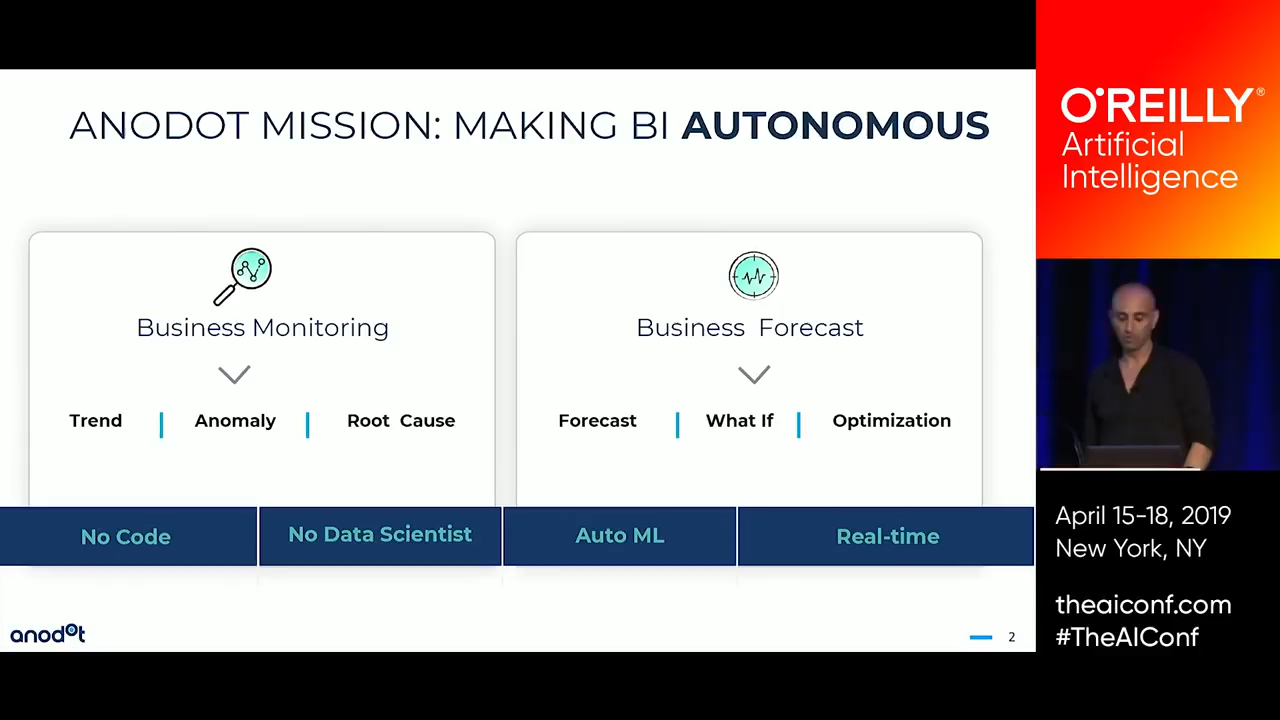 ANODOT MISSION: MAKING BI AUTONOMOUS
Business Monitoring
Trend | Anomaly | Root Cause
Business Forecast
Forecast | What If | Optimization
No Code
No Data Scientist
Auto ML
Real-time
anodot
2
O'REILLY®
Artificial
Intelligence
April 15-18, 2019
New York, NY
theaiconf.com
#TheAIConf